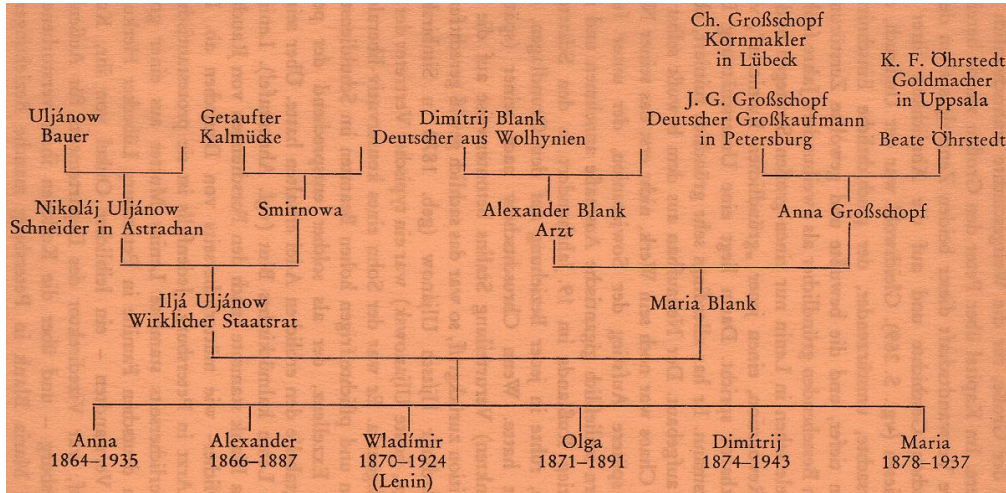 Ch. Großschopf
Kornmakler
in Lübeck
K. F. Öhrstedt
Goldmacher
in Uppsala
Uljánow
Bauer
Getaufter
Kalmücke
Dimítrij Blank
Deutscher aus Wolhynien
J. G. Großschopf
Deutscher Großkaufmann
in Petersburg
Beate Öhrstedt
Nikoláj Uljánow
Schneider in Astrachan
Smirnowa
Alexander Blank
Arzt
Anna Großschopf
Iljá Uljánow
Wirklicher Staatsrat
Maria Blank
Anna
1864–1935
Alexander
1866–1887
Wladímir
1870–1924
(Lenin)
Olga
1871–1891
Dimítrij
1874–1943
Maria
1878–1937